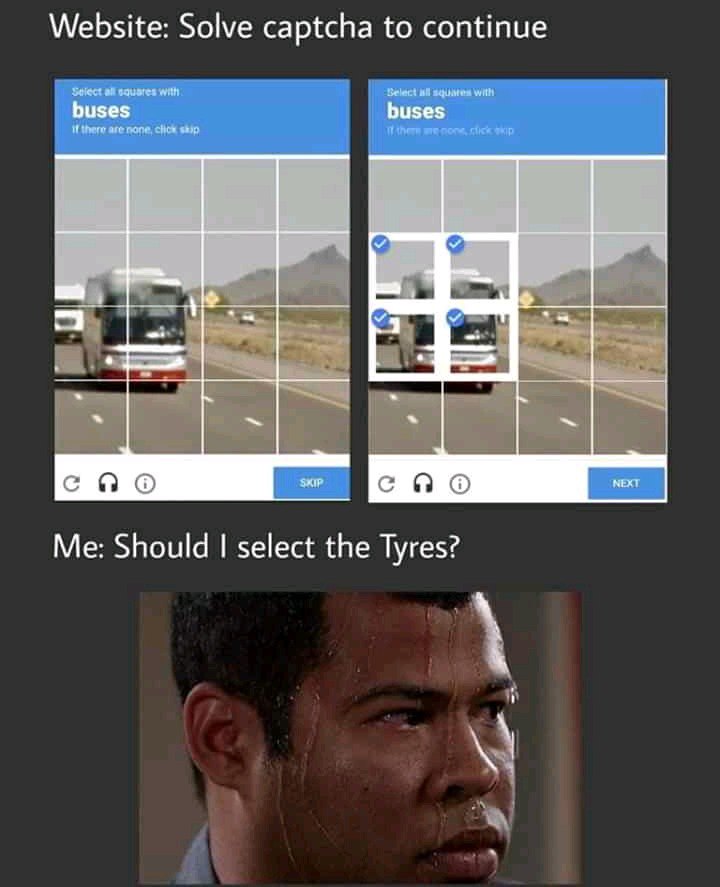 Website: Solve captcha to continue
Select all squares with
buses
If there are none, click skip
SKIP
Select all squares with
buses
If there are none, click skip
NEXT
Me: Should I select the Tyres?